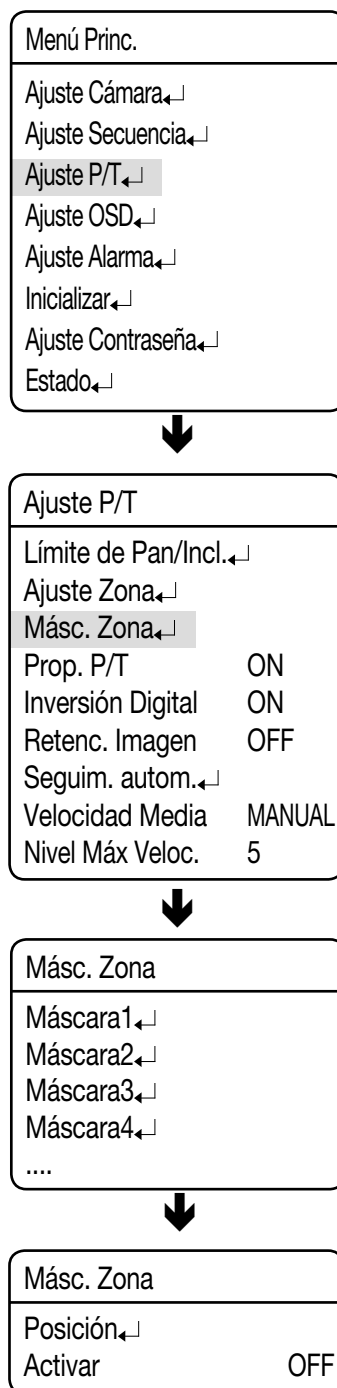 Menú Princ.
Ajuste Cámara↵
Ajuste Secuencia↵
Ajuste P/T↵
Ajuste OSD↵
Ajuste Alarma↵
Inicializar↵
Ajuste Contraseña↵
Estado↵
Ajuste P/T
Límite de Pan/Incl.↵
Ajuste Zona↵
Másc. Zona↵
Prop. P/T ON
Inversión Digital ON
Retenc. Imagen OFF
Seguim. autom.↵
Velocidad Media MANUAL
Nivel Máx Veloc. 5
Másc. Zona
Máscara1↵
Máscara2↵
Máscara3↵
Máscara4↵
....
Másc. Zona
Posición↵
Activar OFF